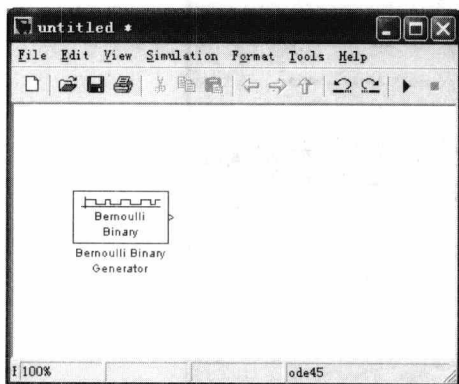 untitled *
File Edit View Simulation Format Tools Help
Bernoulli
Binary
Bernoulli Binary
Generator
100%
ode45